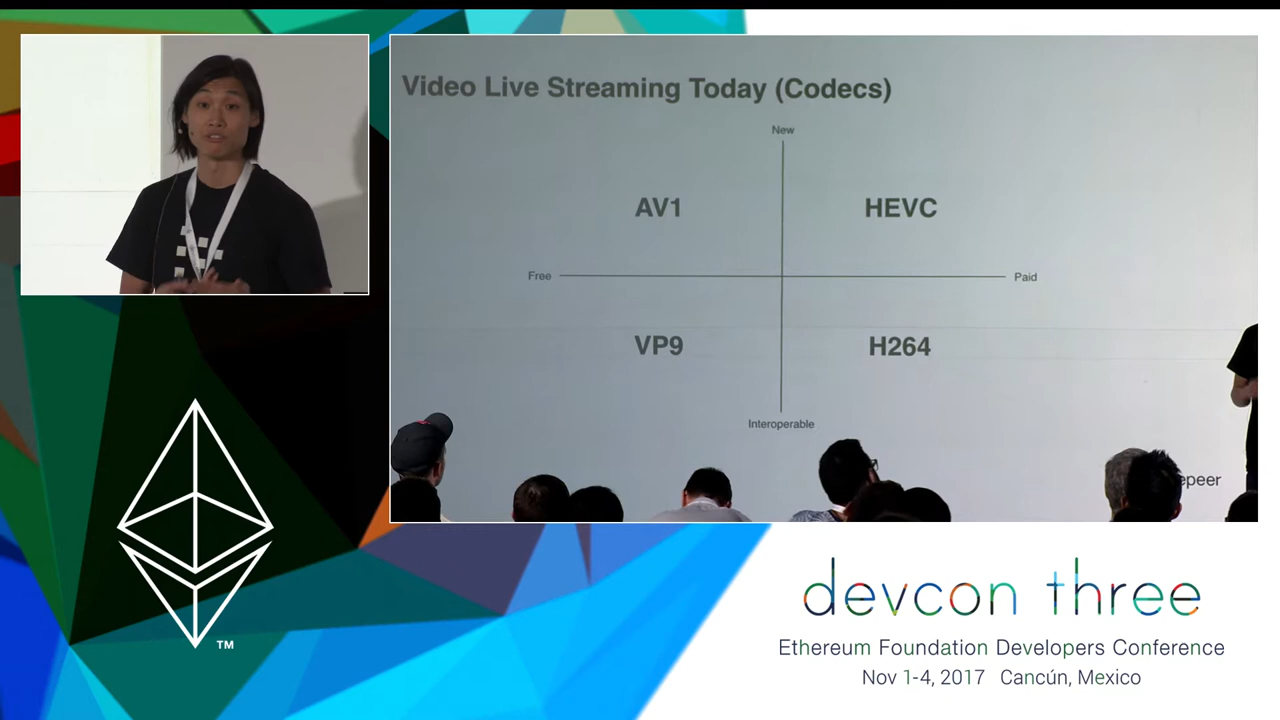 Video Live Streaming Today (Codecs)
New
AV1
HEVC
Free
Paid
VP9
H264
Interoperable
epeer
TM
devcon three
Ethereum Foundation Developers Conference
Nov 1-4, 2017 Cancún, Mexico